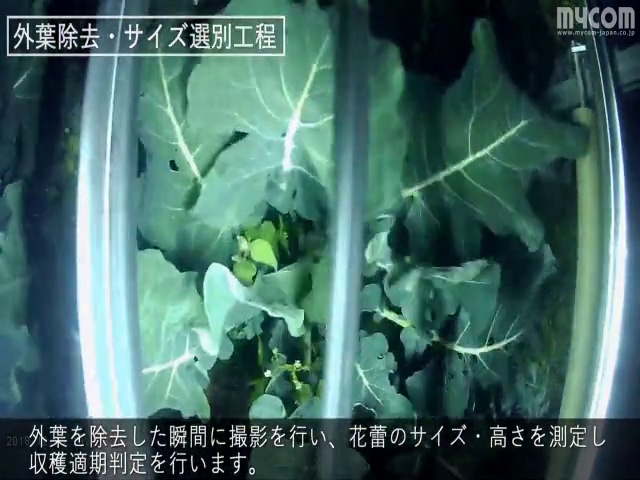 外葉除去・サイズ選別工程
mycom
www.mycom-japan.co.jp
外葉を除去した瞬間に撮影を行い、花蕾のサイズ・高さを測定し
収穫適期判定を行います。